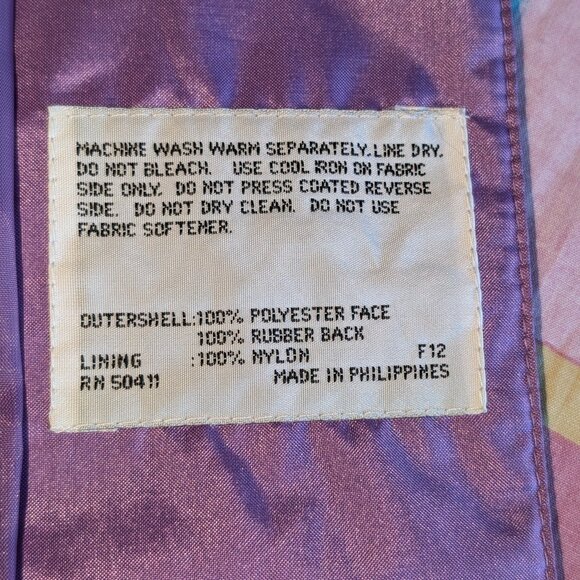 MACHINE WASH WARM SEPARATELY.LINE DRY.
DO NOT BLEACH. USE COOL IRON ON FABRIC
SIDE ONLY. DO NOT PRESS COATED REVERSE
SIDE. DO NOT DRY CLEAN. DO NOT USE
FABRIC SOFTENER.
OUTERSHELL:100% POLYESTER FACE
100% RUBBER BACK
LINING :100% NYLON F12
RN 50411 MADE IN PHILIPPINES